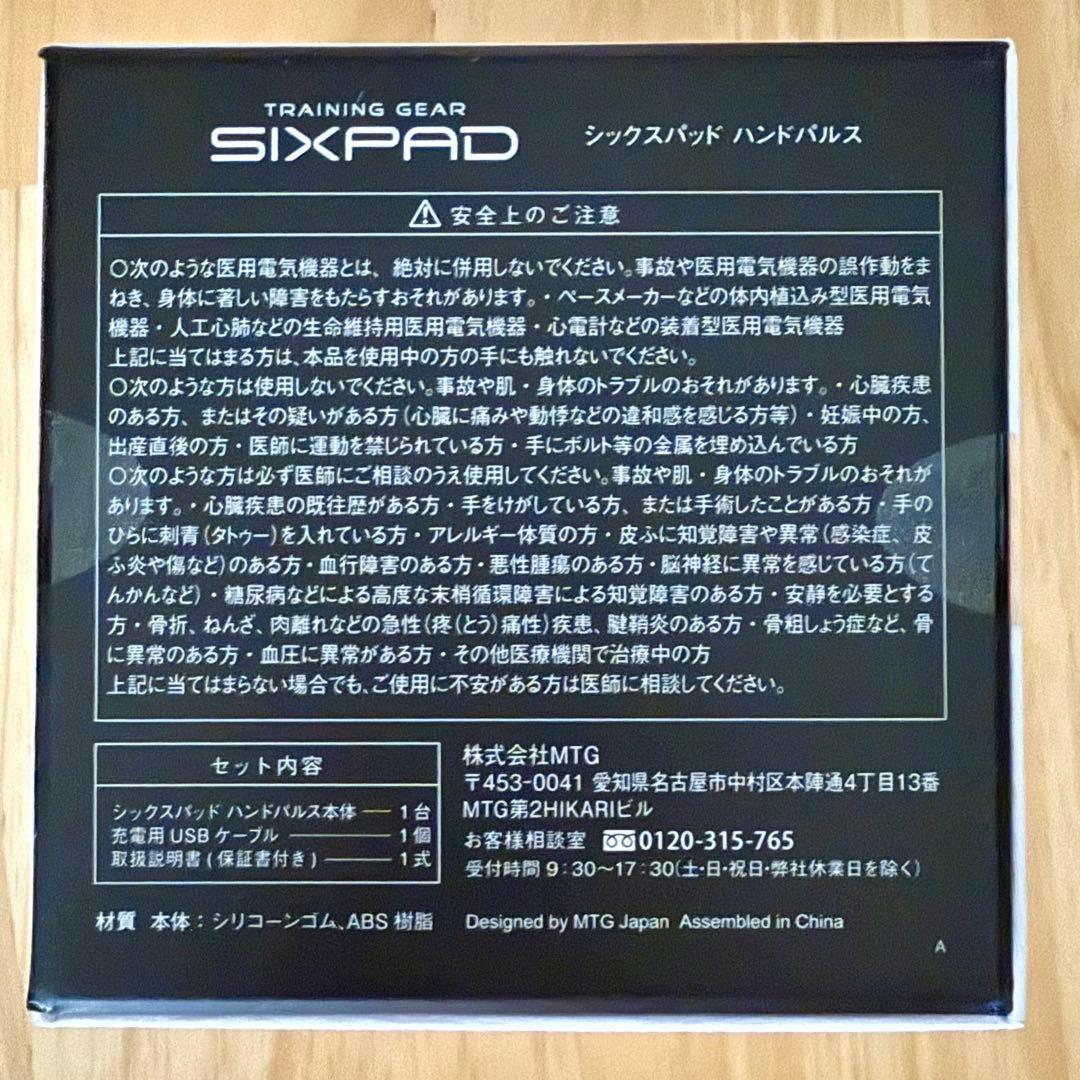 TRAINING GEAR
SIXPAD
シックスパッド ハンドパルス
⚠ 安全上のご注意
○次のような医用電気機器とは、絶対に併用しないでください。事故や医用電気機器の誤作動をま
ねき、身体に著しい障害をもたらすおそれがあります。・ペースメーカーなどの体内植込み型医用電気
機器・人工心肺などの生命維持用医用電気機器・心電計などの装着型医用電気機器
上記に当てはまる方は、本品を使用中の方の手にも触れないでください。
○次のような方は使用しないでください。事故や肌・身体のトラブルのおそれがあります。・心臓疾患
のある方、またはその疑いがある方(心臓に痛みや動悸などの違和感を感じる方等)・妊娠中の方、
出産直後の方・医師に運動を禁じられている方・手にボルト等の金属を埋め込んでいる方
○次のような方は必ず医師にご相談のうえ使用してください。事故や肌・身体のトラブルのおそれが
あります。・心臓疾患の既往歴がある方・手をけがしている方、または手術したことがある方・手の
ひらに刺青(タトゥー)を入れている方・アレルギー体質の方・皮ふに知覚障害や異常(感染症、皮
ふ炎や傷など)のある方・血行障害のある方・悪性腫瘍のある方・脳神経に異常を感じている方(て
んかんなど)・糖尿病などによる高度な末梢循環障害による知覚障害のある方・安静を必要とする
方・骨折、ねんざ、肉離れなどの急性(疼(とう)痛性)疾患、腱鞘炎のある方・骨粗しょう症など、骨
に異常のある方・血圧に異常がある方・その他医療機関で治療中の方
上記に当てはまらない場合でも、ご使用に不安がある方は医師に相談してください。
セット内容
シックスパッド ハンドパルス本体 ― 1台
充電用USBケーブル ― 1個
取扱説明書(保証書付き) ― 1式
株式会社MTG
〒453-0041 愛知県名古屋市中村区本陣通4丁目13番
MTG第2HIKARIビル
お客様相談室 0120-315-765
受付時間 9:30〜17:30(土・日・祝日・弊社休業日を除く)
材質 本体:シリコーンゴム、ABS樹脂
Designed by MTG Japan Assembled in China
A